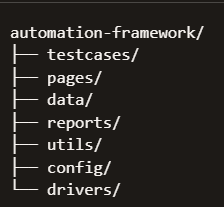 automation-framework/
├── testcases/
├── pages/
├── data/
├── reports/
├── utils/
├── config/
└── drivers/